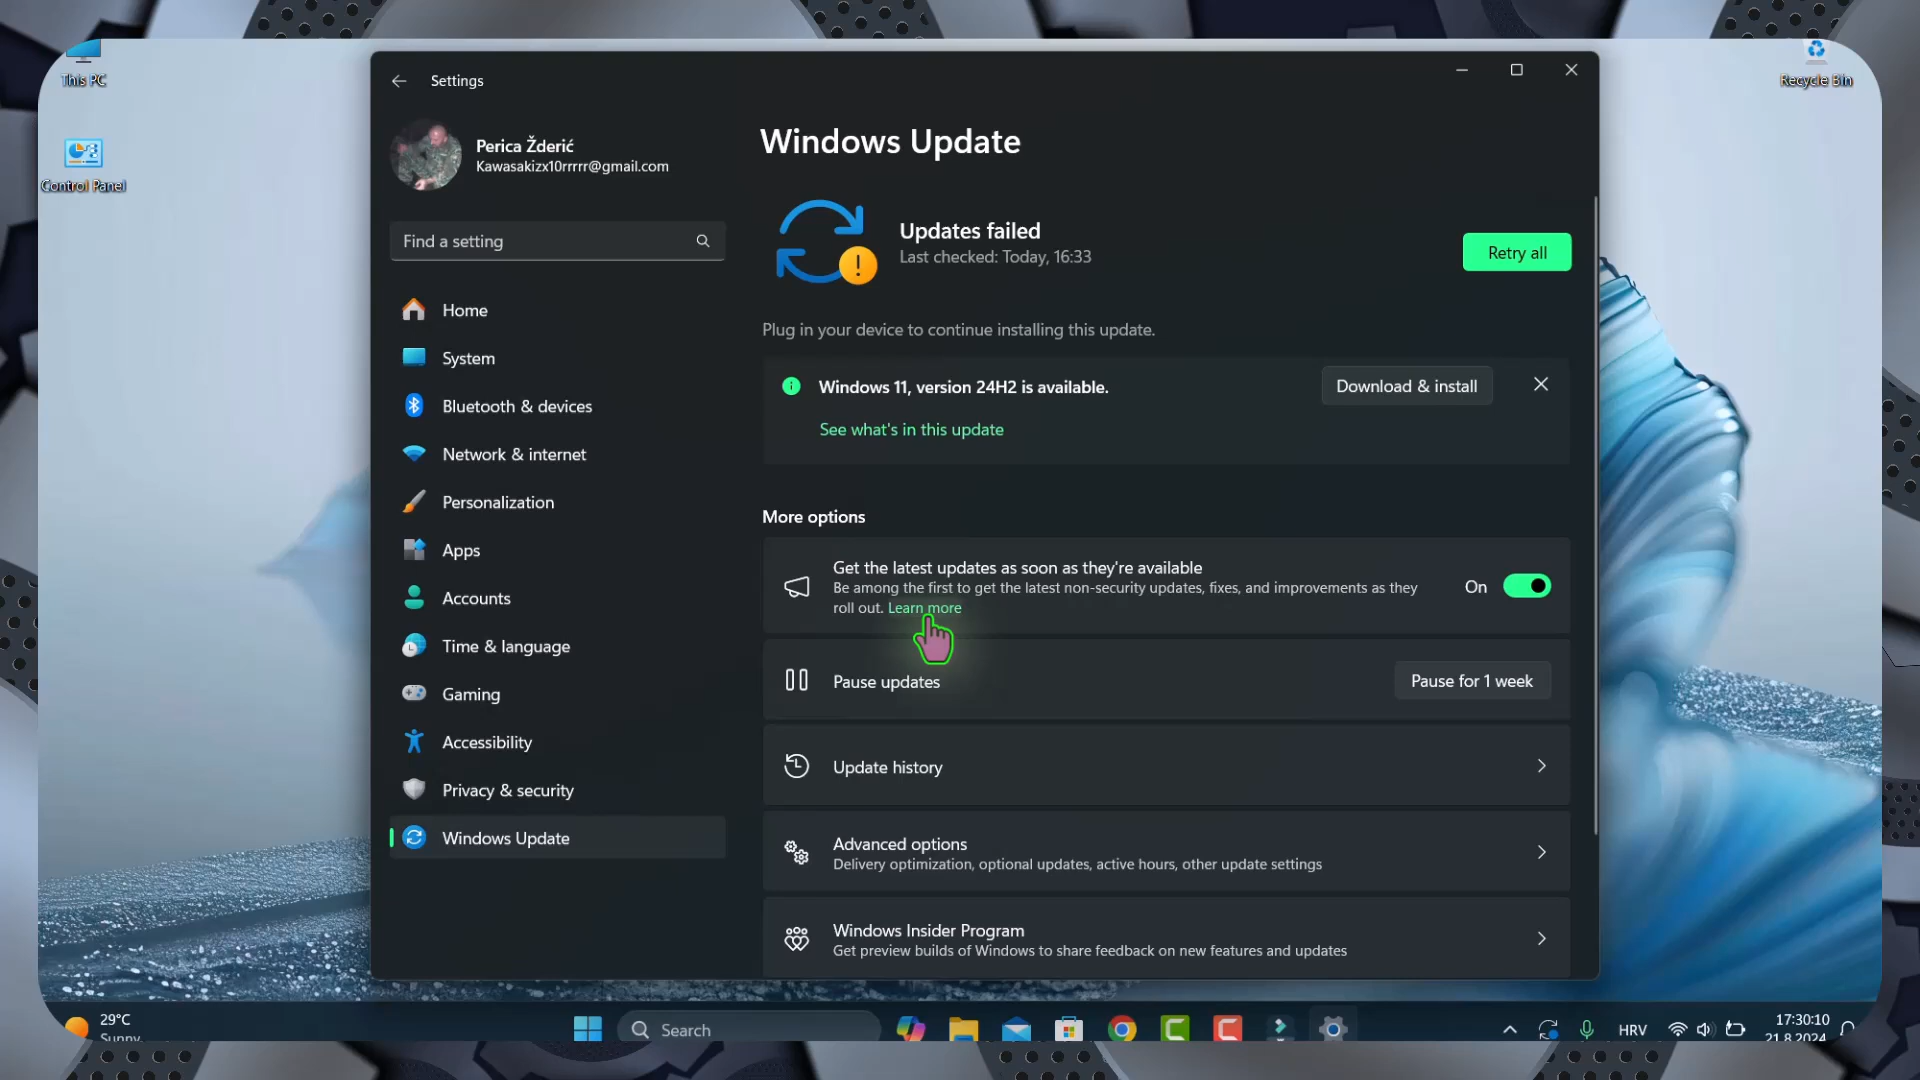 This PC
Control Panel
Recycle Bin
Settings
Perica Žderić
Kawasakizx10rrrrr@gmail.com
Find a setting
Home
System
Bluetooth & devices
Network & internet
Personalization
Apps
Accounts
Time & language
Gaming
Accessibility
Privacy & security
Windows Update
Windows Update
Updates failed
Last checked: Today, 16:33
Retry all
Plug in your device to continue installing this update.
Windows 11, version 24H2 is available.
Download & install
See what's in this update
More options
Get the latest updates as soon as they're available
Be among the first to get the latest non-security updates, fixes, and improvements as they
roll out. Learn more
On
Pause updates
Pause for 1 week
Update history
Advanced options
Delivery optimization, optional updates, active hours, other update settings
Windows Insider Program
Get preview builds of Windows to share feedback on new features and updates
29°C
Sunny
Search
HRV
17:30:10
21.8.2024